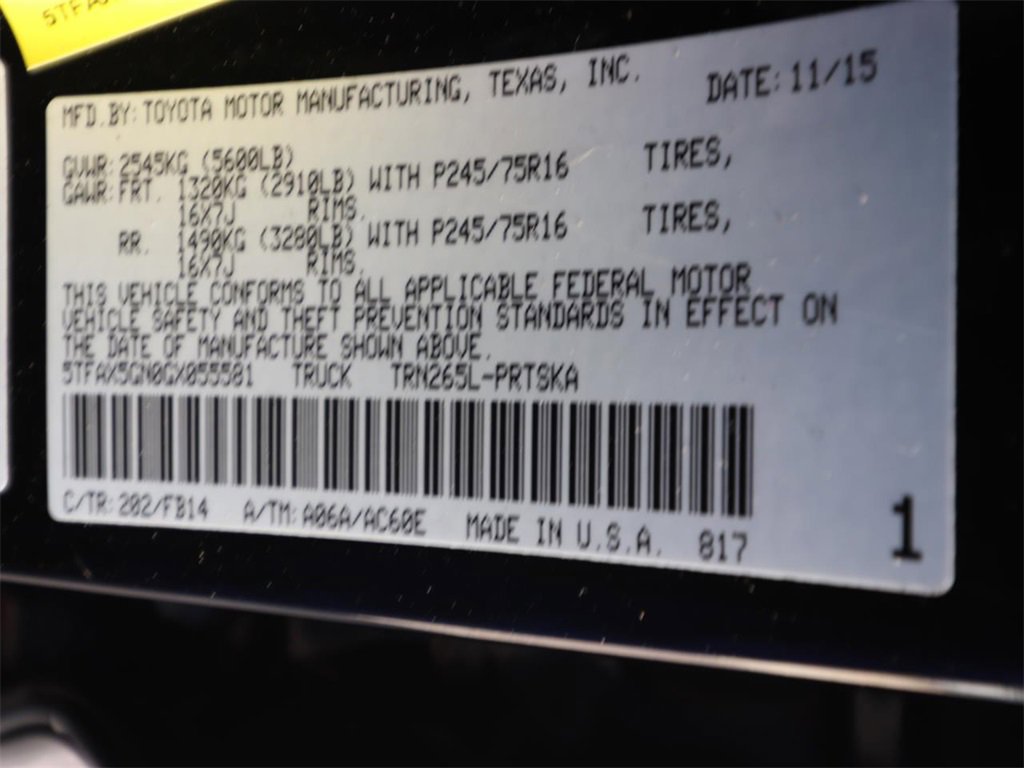 5TFA
MFD.BY:TOYOTA MOTOR MANUFACTURING, TEXAS, INC. DATE:11/15
GVWR:2545KG (5600LB)
GAWR:FRT. 1320KG (2910LB) WITH P245/75R16 TIRES,
16X7J RIMS.
RR. 1490KG (3280LB) WITH P245/75R16 TIRES,
16X7J RIMS.
THIS VEHICLE CONFORMS TO ALL APPLICABLE FEDERAL MOTOR
VEHICLE SAFETY AND THEFT PREVENTION STANDARDS IN EFFECT ON
THE DATE OF MANUFACTURE SHOWN ABOVE.
5TFAX5GN0GX055581 TRUCK TRN265L-PRTSKA
C/TR:202/FB14 A/TM:A06A/AC60E MADE IN U.S.A. 817
1